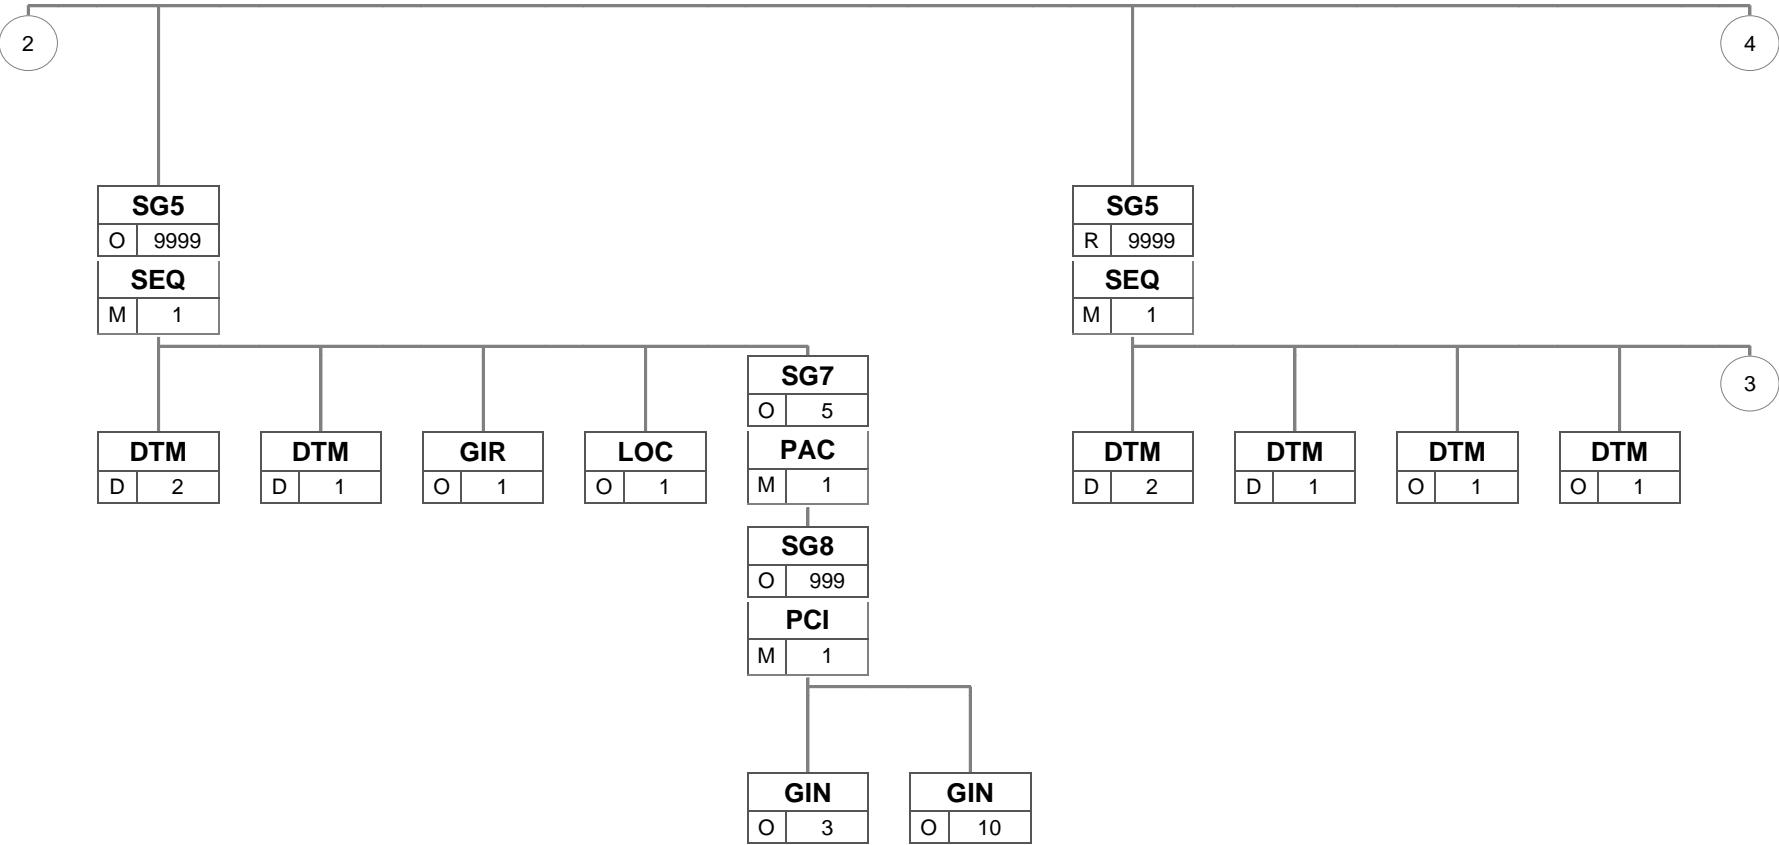 2
4
SG5
O 9999
SEQ
M 1
SG5
R 9999
SEQ
M 1
SG7
O 5
PAC
M 1
3
DTM
D 2
DTM
D 1
GIR
O 1
LOC
O 1
DTM
D 2
DTM
D 1
DTM
O 1
DTM
O 1
SG8
O 999
PCI
M 1
GIN
O 3
GIN
O 10